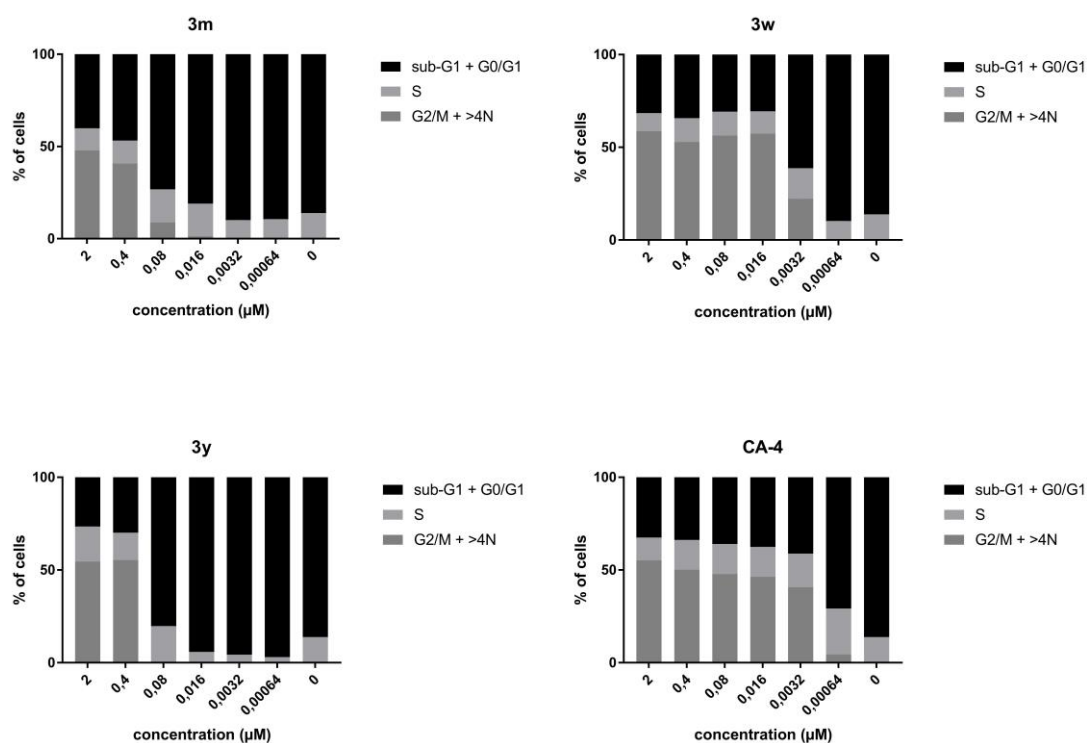 3m
100
50
0
% of cells
2
0,4
0,08
0,016
0,0032
0,00064
0
concentration (µM)
sub-G1 + G0/G1
S
G2/M + >4N
3w
100
50
0
% of cells
2
0,4
0,08
0,016
0,0032
0,00064
0
concentration (µM)
sub-G1 + G0/G1
S
G2/M + >4N
3y
100
50
0
% of cells
2
0,4
0,08
0,016
0,0032
0,00064
0
concentration (µM)
sub-G1 + G0/G1
S
G2/M + >4N
CA-4
100
50
0
% of cells
2
0,4
0,08
0,016
0,0032
0,00064
0
concentration (µM)
sub-G1 + G0/G1
S
G2/M + >4N